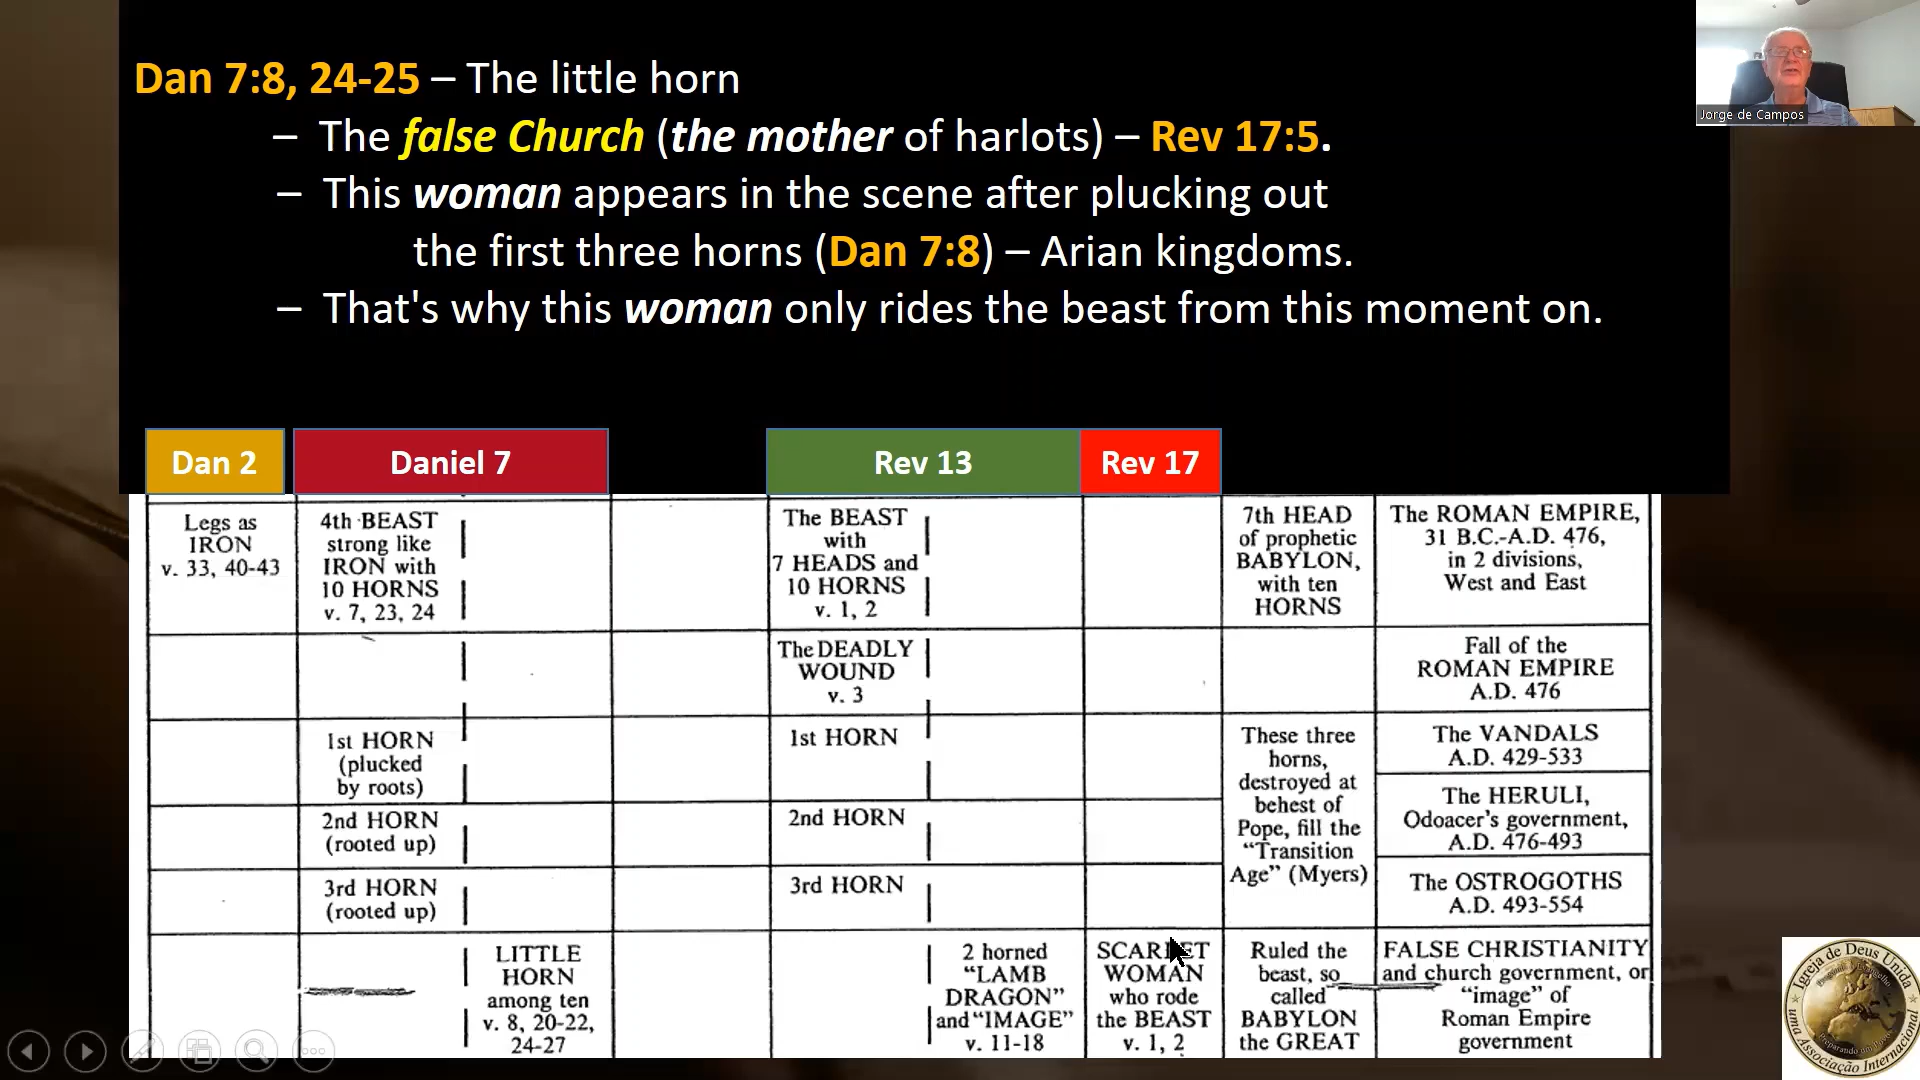 Dan 7:8, 24-25 – The little horn
– The false Church (the mother of harlots) – Rev 17:5.
– This woman appears in the scene after plucking out
the first three horns (Dan 7:8) – Arian kingdoms.
– That's why this woman only rides the beast from this moment on.
Jorge de Campos
Dan 2
Daniel 7
Rev 13
Rev 17
Legs as
IRON
v. 33, 40-43
4th BEAST
strong like
IRON with
10 HORNS
v. 7, 23, 24
The BEAST
with
7 HEADS and
10 HORNS
v. 1, 2
7th HEAD
of prophetic
BABYLON,
with ten
HORNS
The ROMAN EMPIRE,
31 B.C.-A.D. 476,
in 2 divisions,
West and East
The DEADLY
WOUND
v. 3
Fall of the
ROMAN EMPIRE
A.D. 476
1st HORN
(plucked
by roots)
1st HORN
These three
horns,
destroyed at
behest of
Pope, fill the
“Transition
Age” (Myers)
The VANDALS
A.D. 429-533
2nd HORN
(rooted up)
2nd HORN
The HERULI,
Odoacer's government,
A.D. 476-493
3rd HORN
(rooted up)
3rd HORN
The OSTROGOTHS
A.D. 493-554
LITTLE
HORN
among ten
v. 8, 20-22,
24-27
2 horned
“LAMB
DRAGON”
and “IMAGE”
v. 11-18
SCARLET
WOMAN
who rode
the BEAST
v. 1, 2
Ruled the
beast, so
called
BABYLON
the GREAT
FALSE CHRISTIANITY
and church government, or
“image” of
Roman Empire
government
Igreja de Deus Unida
uma Associação Internacional